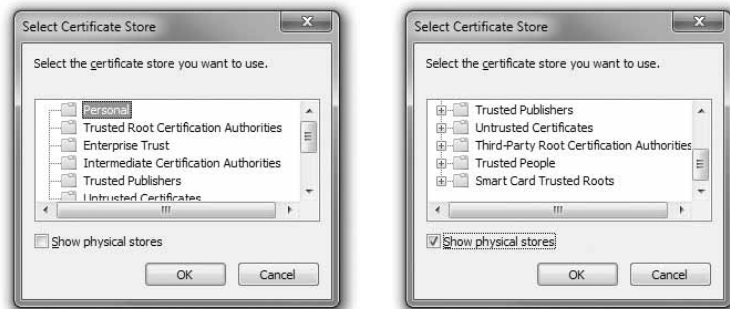 Select Certificate Store
Select the certificate store you want to use.
Personal
Trusted Root Certification Authorities
Enterprise Trust
Intermediate Certification Authorities
Trusted Publishers
Untrusted Certificates
Show physical stores
OK
Cancel
Select Certificate Store
Select the certificate store you want to use.
Trusted Publishers
Untrusted Certificates
Third-Party Root Certification Authorities
Trusted People
Smart Card Trusted Roots
Show physical stores
OK
Cancel